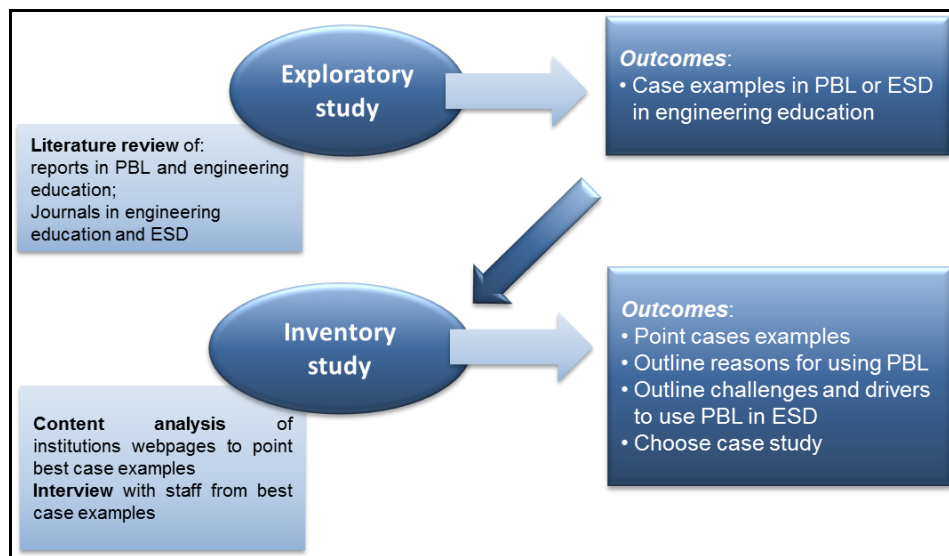 Exploratory
study
Outcomes:
• Case examples in PBL or ESD
in engineering education
Literature review of:
reports in PBL and engineering
education;
Journals in engineering
education and ESD
Inventory
study
Outcomes:
• Point cases examples
• Outline reasons for using PBL
• Outline challenges and drivers
to use PBL in ESD
• Choose case study
Content analysis of
institutions webpages to point
best case examples
Interview with staff from best
case examples